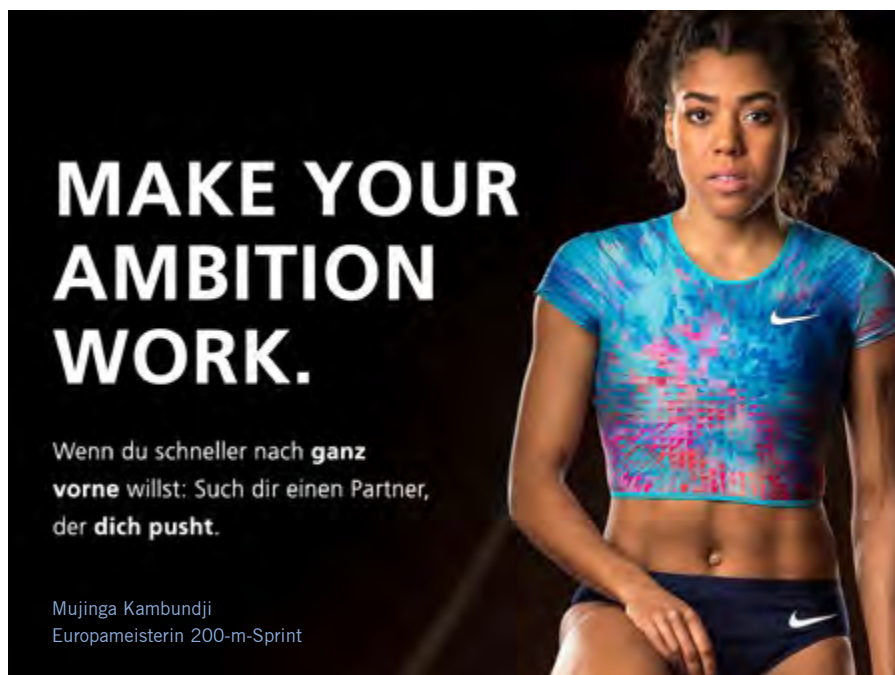 MAKE YOUR
AMBITION
WORK.
Wenn du schneller nach ganz
vorne willst: Such dir einen Partner,
der dich pusht.
Mujinga Kambundji
Europameisterin 200-m-Sprint